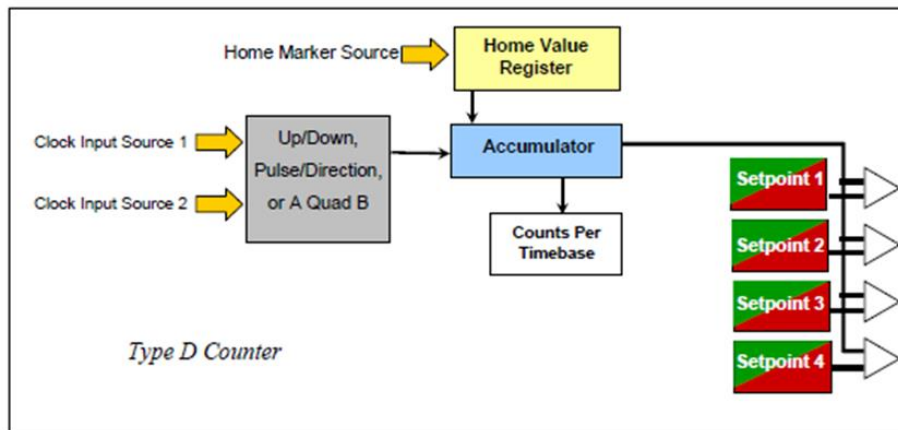 Home Marker Source
Home Value
Register
Clock Input Source 1
Up/Down,
Pulse/Direction,
or A Quad B
Accumulator
Clock Input Source 2
Counts Per
Timebase
Setpoint 1
Setpoint 2
Setpoint 3
Setpoint 4
Type D Counter